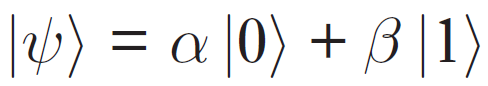 |ψ⟩ = α|0⟩ + β|1⟩